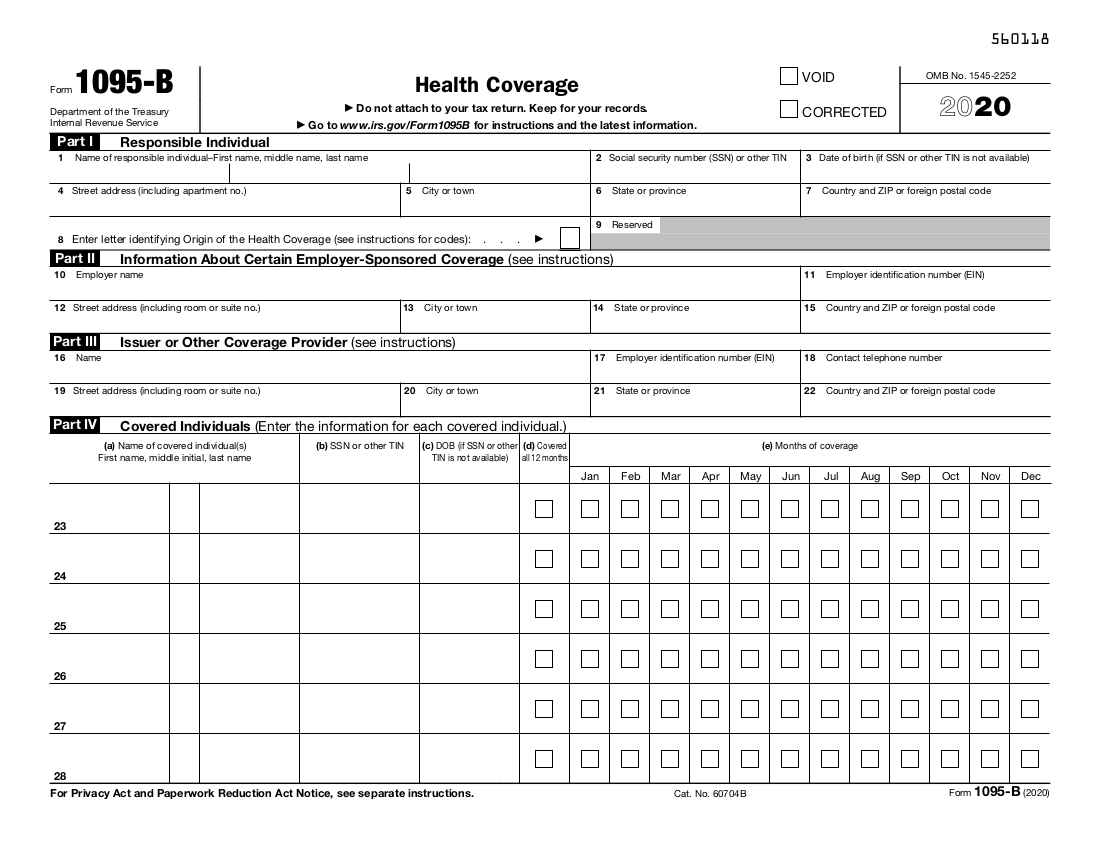 560118
Form 1095-B
Department of the Treasury
Internal Revenue Service
Health Coverage
▶ Do not attach to your tax return. Keep for your records.
▶ Go to www.irs.gov/Form1095B for instructions and the latest information.
VOID
CORRECTED
OMB No. 1545-2252
2020
Part I Responsible Individual
1 Name of responsible individual–First name, middle name, last name
2 Social security number (SSN) or other TIN
3 Date of birth (if SSN or other TIN is not available)
4 Street address (including apartment no.)
5 City or town
6 State or province
7 Country and ZIP or foreign postal code
8 Enter letter identifying Origin of the Health Coverage (see instructions for codes): . . . ▶
9 Reserved
Part II Information About Certain Employer-Sponsored Coverage (see instructions)
10 Employer name
11 Employer identification number (EIN)
12 Street address (including room or suite no.)
13 City or town
14 State or province
15 Country and ZIP or foreign postal code
Part III Issuer or Other Coverage Provider (see instructions)
16 Name
17 Employer identification number (EIN)
18 Contact telephone number
19 Street address (including room or suite no.)
20 City or town
21 State or province
22 Country and ZIP or foreign postal code
Part IV Covered Individuals (Enter the information for each covered individual.)
(a) Name of covered individual(s)
First name, middle initial, last name
(b) SSN or other TIN
(c) DOB (if SSN or other
TIN is not available)
(d) Covered
all 12 months
(e) Months of coverage
Jan Feb Mar Apr May Jun Jul Aug Sep Oct Nov Dec
23
24
25
26
27
28
For Privacy Act and Paperwork Reduction Act Notice, see separate instructions.
Cat. No. 60704B
Form 1095-B (2020)